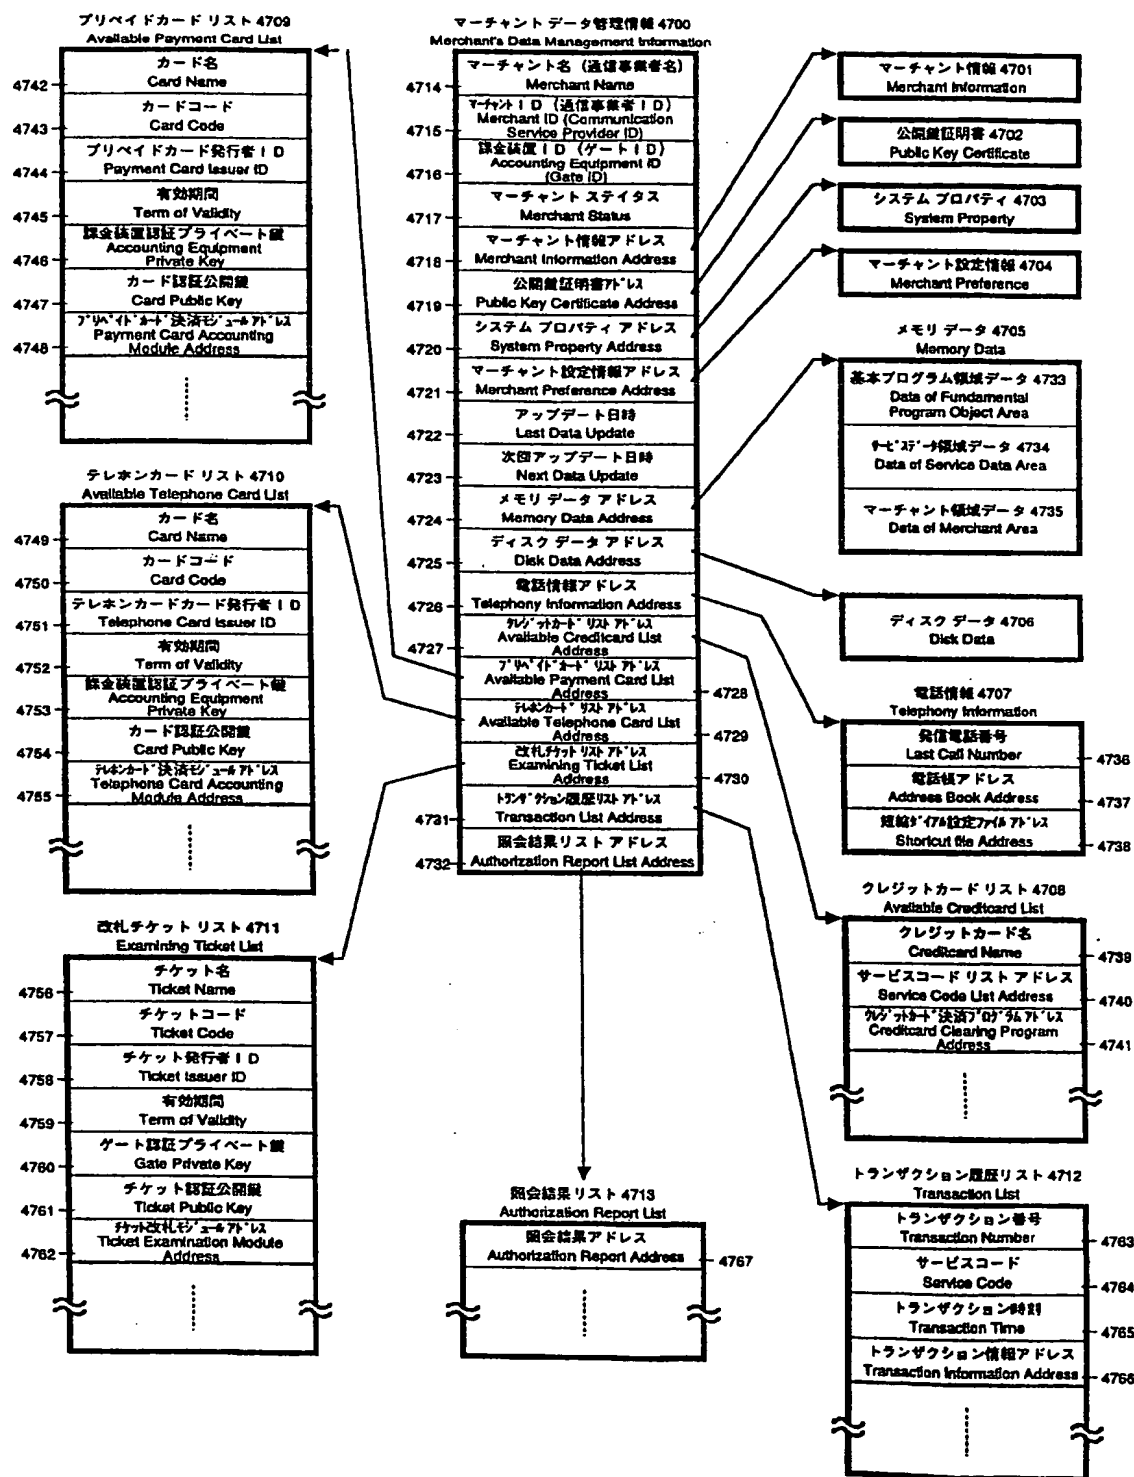 プリペイドカード リスト 4709
Available Payment Card List
カード名
Card Name
4742
カードコード
Card Code
4743
プリペイドカード発行者ID
Payment Card Issuer ID
4744
有効期間
Term of Validity
4745
課金装置認証プライベート鍵
Accounting Equipment
Private Key
4746
カード認証公開鍵
Card Public Key
4747
プリペイドカード決済モジュールアドレス
Payment Card Accounting
Module Address
4748
テレホンカード リスト 4710
Available Telephone Card List
カード名
Card Name
4749
カードコード
Card Code
4750
テレホンカードカード発行者ID
Telephone Card Issuer ID
4751
有効期間
Term of Validity
4752
課金装置認証プライベート鍵
Accounting Equipment
Private Key
4753
カード認証公開鍵
Card Public Key
4754
テレホンカード決済モジュールアドレス
Telephone Card Accounting
Module Address
4755
改札チケット リスト 4711
Examining Ticket List
チケット名
Ticket Name
4756
チケットコード
Ticket Code
4757
チケット発行者ID
Ticket Issuer ID
4758
有効期間
Term of Validity
4759
ゲート認証プライベート鍵
Gate Private Key
4760
チケット認証公開鍵
Ticket Public Key
4761
チケット改札モジュールアドレス
Ticket Examination Module
Address
4762
マーチャント データ管理情報 4700
Merchant's Data Management Information
マーチャント名 (通信事業者名)
Merchant Name
4714
マーチャントID (通信事業者ID)
Merchant ID (Communication
Service Provider ID)
4715
課金装置ID (ゲートID)
Accounting Equipment ID
(Gate ID)
4716
マーチャント ステイタス
Merchant Status
4717
マーチャント情報アドレス
Merchant Information Address
4718
公開鍵証明書アドレス
Public Key Certificate Address
4719
システム プロパティ アドレス
System Property Address
4720
マーチャント設定情報アドレス
Merchant Preference Address
4721
アップデート日時
Last Data Update
4722
次回アップデート日時
Next Data Update
4723
メモリ データ アドレス
Memory Data Address
4724
ディスク データ アドレス
Disk Data Address
4725
電話情報アドレス
Telephony Information Address
4726
クレジットカード リスト アドレス
Available Creditcard List
Address
4727
プリペイドカード リスト アドレス
Available Payment Card List
Address
4728
テレホンカード リスト アドレス
Available Telephone Card List
Address
4729
改札チケット リスト アドレス
Examining Ticket List
Address
4730
トランザクション履歴リスト アドレス
Transaction List Address
4731
照会結果リスト アドレス
Authorization Report List Address
4732
照会結果リスト 4713
Authorization Report List
照会結果アドレス
Authorization Report Address
4767
マーチャント情報 4701
Merchant Information
公開鍵証明書 4702
Public Key Certificate
システム プロパティ 4703
System Property
マーチャント設定情報 4704
Merchant Preference
メモリ データ 4705
Memory Data
基本プログラム領域データ 4733
Data of Fundamental
Program Object Area
サービスデータ領域データ 4734
Data of Service Data Area
マーチャント領域データ 4735
Data of Merchant Area
ディスク データ 4706
Disk Data
電話情報 4707
Telephony Information
発信電話番号
Last Call Number
4736
電話帳アドレス
Address Book Address
4737
短縮ダイアル設定ファイル アドレス
Shortcut file Address
4738
クレジットカード リスト 4708
Available Creditcard List
クレジットカード名
Creditcard Name
4739
サービスコード リスト アドレス
Service Code List Address
4740
クレジットカード決済プログラム アドレス
Creditcard Clearing Program
Address
4741
トランザクション履歴リスト 4712
Transaction List
トランザクション番号
Transaction Number
4763
サービスコード
Service Code
4764
トランザクション時刻
Transaction Time
4765
トランザクション情報アドレス
Transaction Information Address
4766